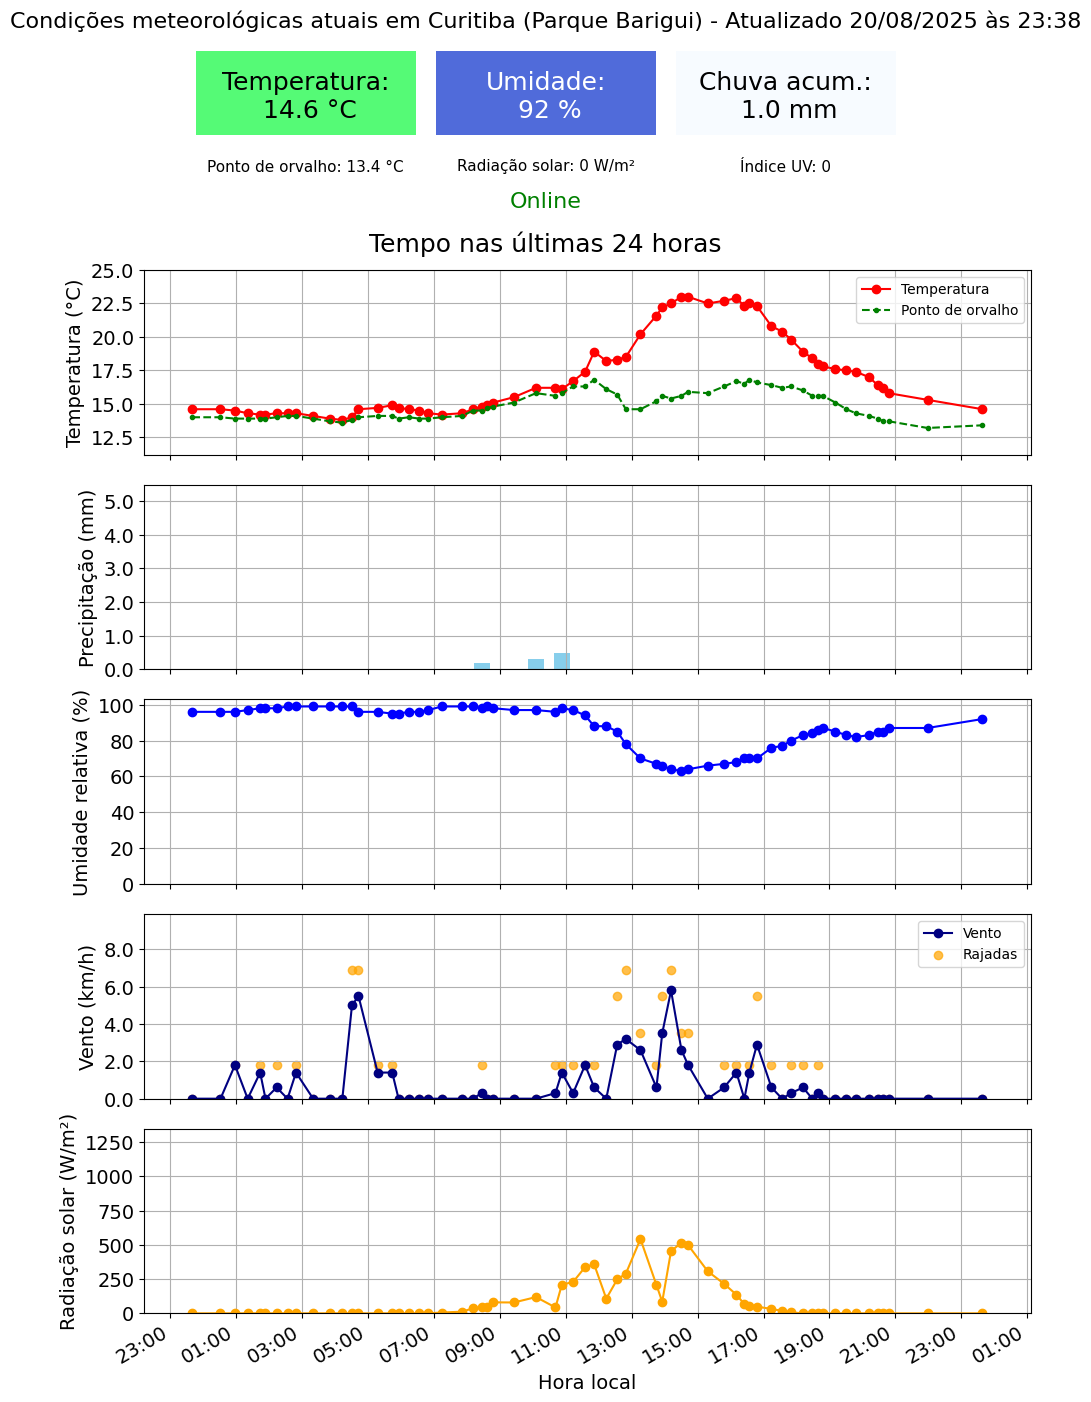 Condições meteorológicas atuais em Curitiba (Parque Barigui) - Atualizado 20/08/2025 às 23:38
Temperatura:
14.6 °C
Umidade:
92 %
Chuva acum.:
1.0 mm
Ponto de orvalho: 13.4 °C
Radiação solar: 0 W/m²
Índice UV: 0
Online
Tempo nas últimas 24 horas
Temperatura (°C)
25.0
22.5
20.0
17.5
15.0
12.5
Temperatura
Ponto de orvalho
Precipitação (mm)
5.0
4.0
3.0
2.0
1.0
0.0
Umidade relativa (%)
100
80
60
40
20
0
Vento (km/h)
8.0
6.0
4.0
2.0
0.0
Vento
Rajadas
Radiação solar (W/m²)
1250
1000
750
500
250
0
23:00
01:00
03:00
05:00
07:00
09:00
11:00
13:00
15:00
17:00
19:00
21:00
23:00
01:00
Hora local